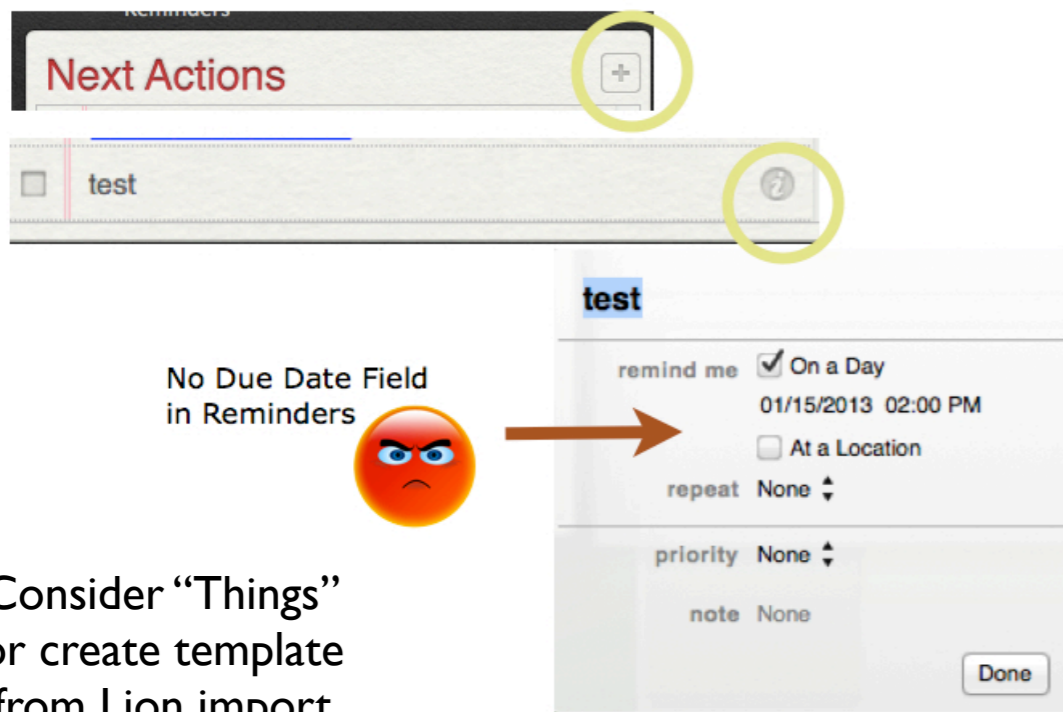 Reminders
Next Actions
test
test
No Due Date Field
in Reminders
remind me On a Day
01/15/2013 02:00 PM
At a Location
repeat None
priority None
note None
Done
Consider “Things”
or create template
from Lion import